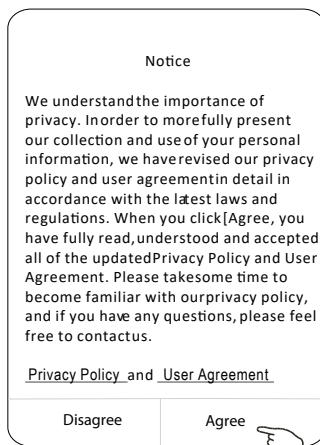 Notice
We understand the importance of
privacy. In order to more fully present
our collection and use of your personal
information, we have revised our privacy
policy and user agreement in detail in
accordance with the latest laws and
regulations. When you click[Agree, you
have fully read, understood and accepted
all of the updated Privacy Policy and User
Agreement. Please take some time to
become familiar with our privacy policy,
and if you have any questions, please feel
free to contact us.
Privacy Policy and User Agreement
Disagree Agree